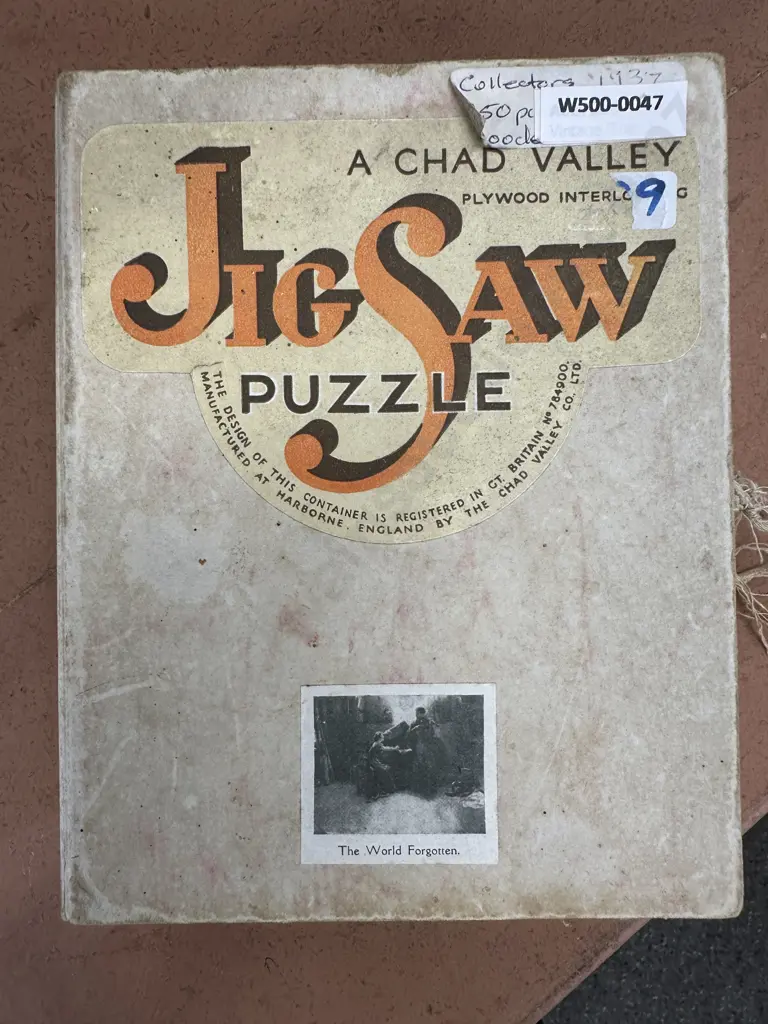 Collectors 1937
W500-0047
A CHAD VALLEY
PLYWOOD
9
JIGSAW
PUZZLE
THE DESIGN OF THIS CONTAINER IS REGISTERED IN GT. BRITAIN No 784900.
MANUFACTURED AT HARBORNE, ENGLAND BY THE CHAD VALLEY CO. LTD.
The World Forgotten.